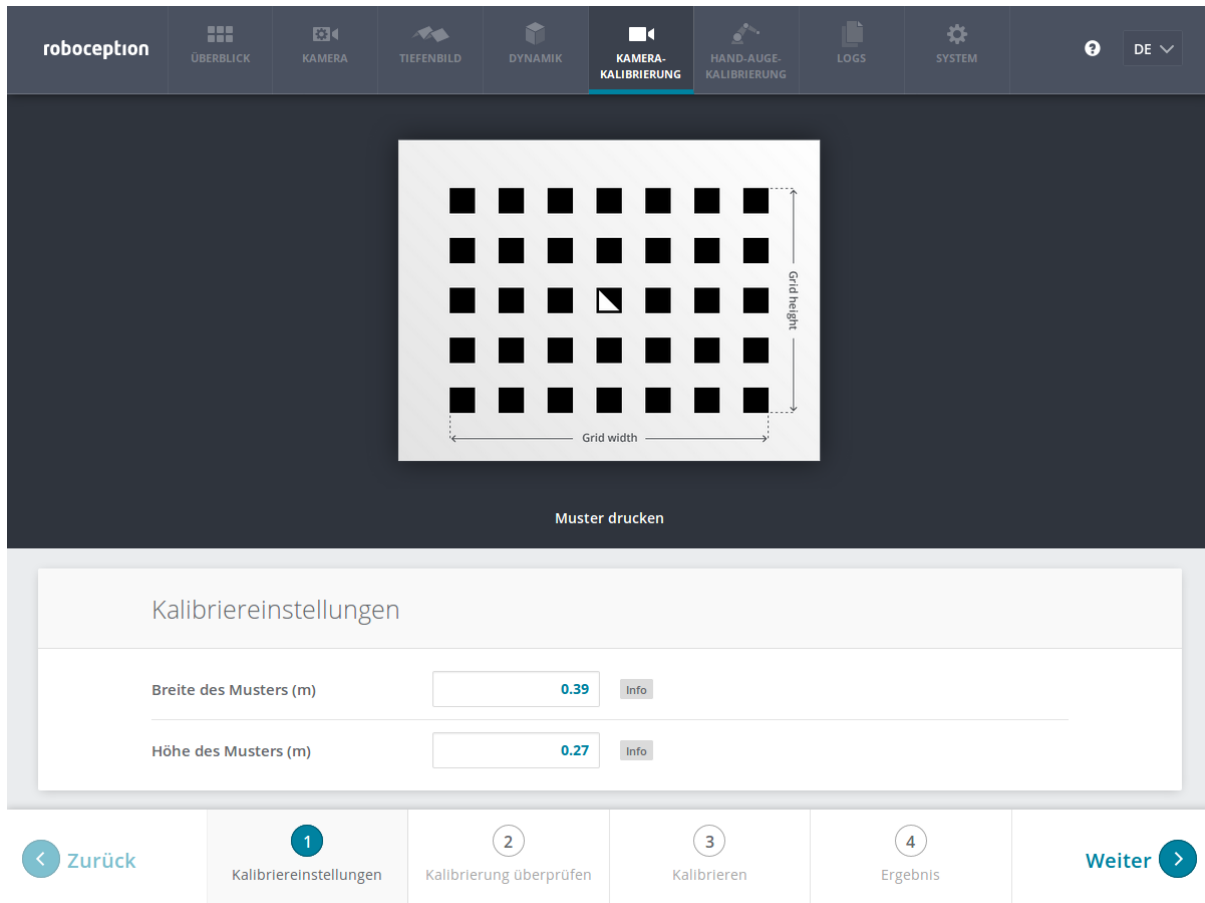 roboception
ÜBERBLICK
KAMERA
TIEFENBILD
DYNAMIK
KAMERA-
KALIBRIERUNG
HAND-AUGE-
KALIBRIERUNG
LOGS
SYSTEM
?
DE
Grid height
Grid width
Muster drucken
Kalibriereinstellungen
Breite des Musters (m)
0.39
Info
Höhe des Musters (m)
0.27
Info
Zurück
1
Kalibriereinstellungen
2
Kalibrierung überprüfen
3
Kalibrieren
4
Ergebnis
Weiter